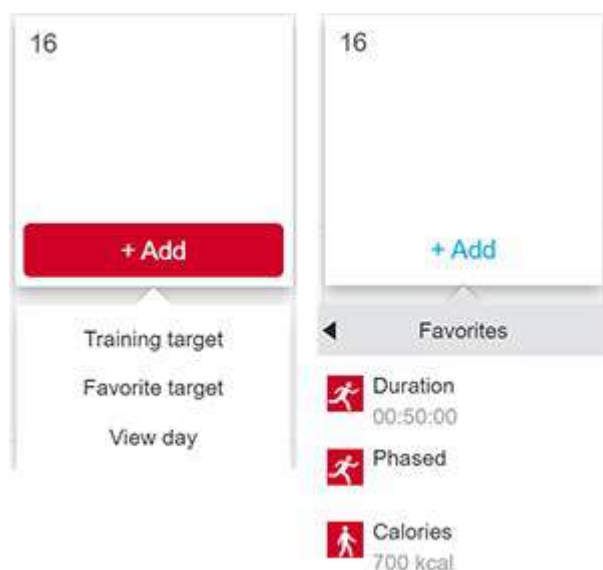 16
+ Add
Training target
Favorite target
View day
16
+ Add
Favorites
Duration
00:50:00
Phased
Calories
700 kcal